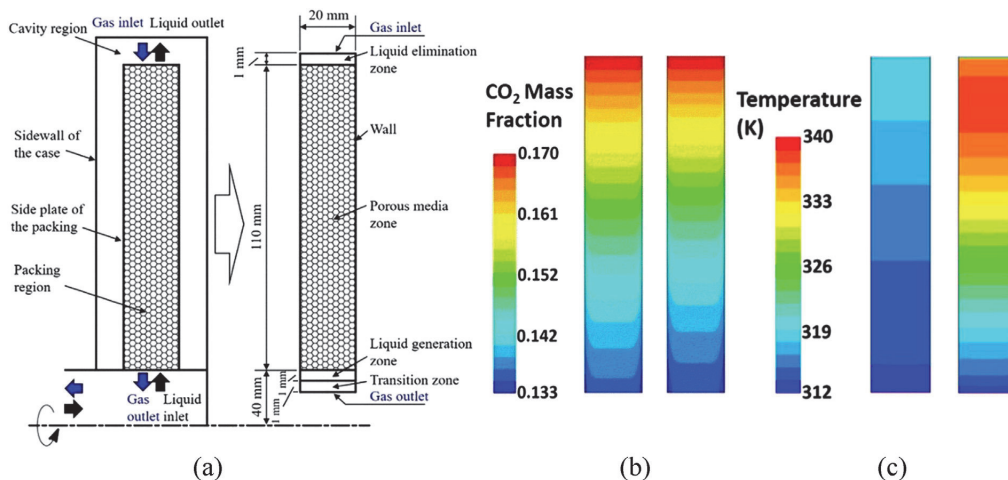 Cavity region
Gas inlet Liquid outlet
Sidewall of
the case
Side plate of
the packing
Packing
region
Gas Liquid
outlet inlet
20 mm
Gas inlet
Liquid elimination
zone
1 mm
Wall
110 mm
Porous media
zone
Liquid generation
zone
Transition zone
Gas outlet
40 mm
1 mm
1 mm
CO₂ Mass
Fraction
0.170
0.161
0.152
0.142
0.133
Temperature
(K)
340
333
326
319
312
(a)
(b)
(c)